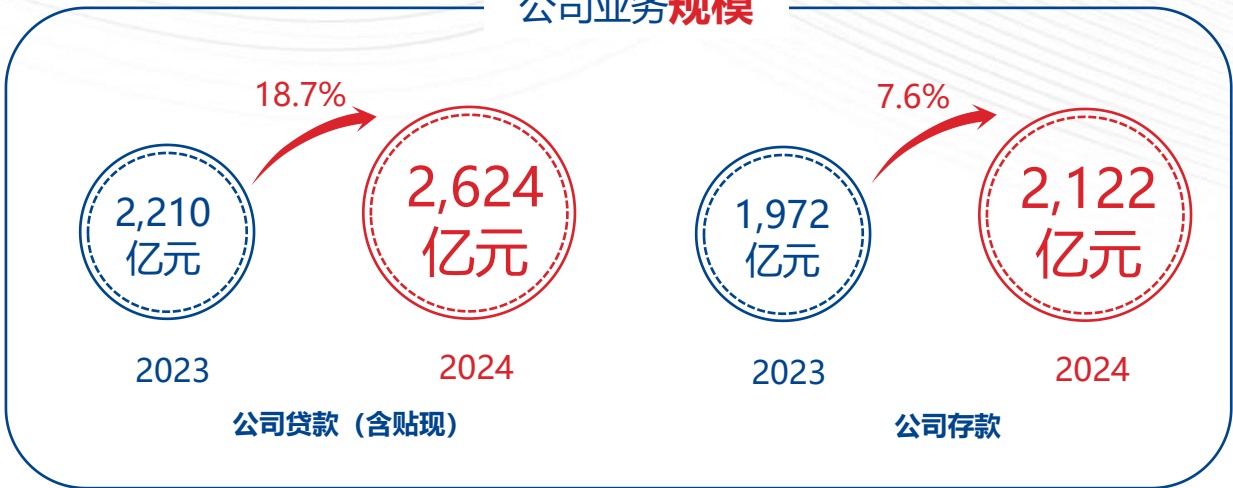 公司业务规模
18.7%
2,210
亿元
2,624
亿元
2023
2024
公司贷款（含贴现）
7.6%
1,972
亿元
2,122
亿元
2023
2024
公司存款